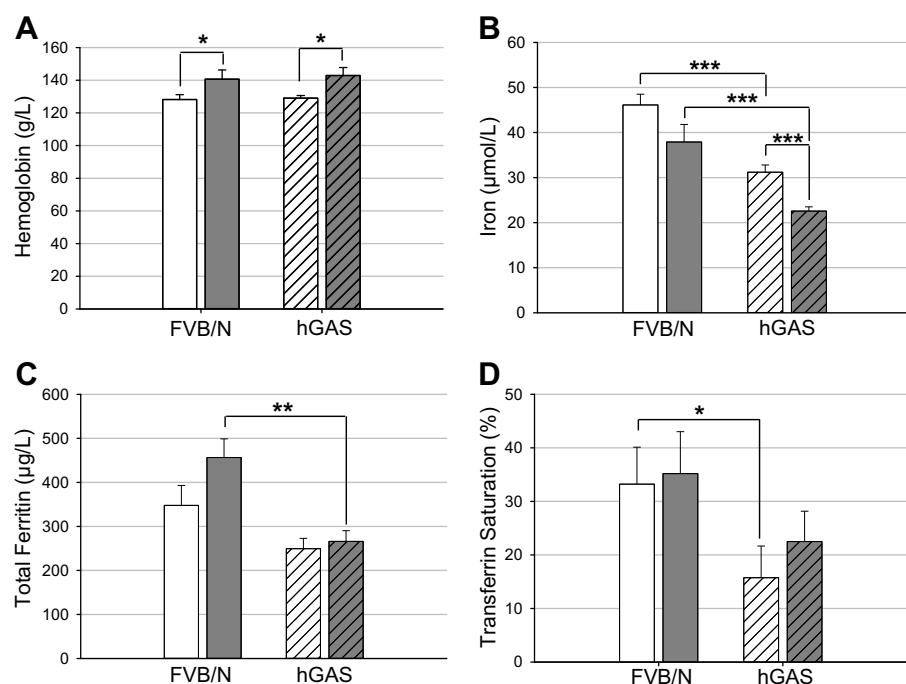 A
Hemoglobin (g/L)
160
140
120
100
80
60
40
20
0
*
*
FVB/N
hGAS
B
Iron (µmol/L)
60
50
40
30
20
10
0
***
***
***
FVB/N
hGAS
C
Total Ferritin (µg/L)
600
500
400
300
200
100
0
**
FVB/N
hGAS
D
Transferrin Saturation (%)
50
40
30
20
10
0
*
FVB/N
hGAS